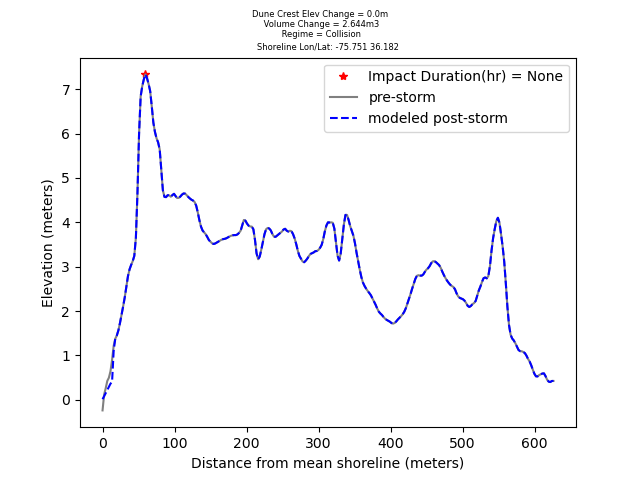 Dune Crest Elev Change = 0.0m
Volume Change = 2.644m3
Regime = Collision
Shoreline Lon/Lat: -75.751 36.182
Impact Duration(hr) = None
pre-storm
modeled post-storm
Elevation (meters)
7
6
5
4
3
2
1
0
0 100 200 300 400 500 600
Distance from mean shoreline (meters)